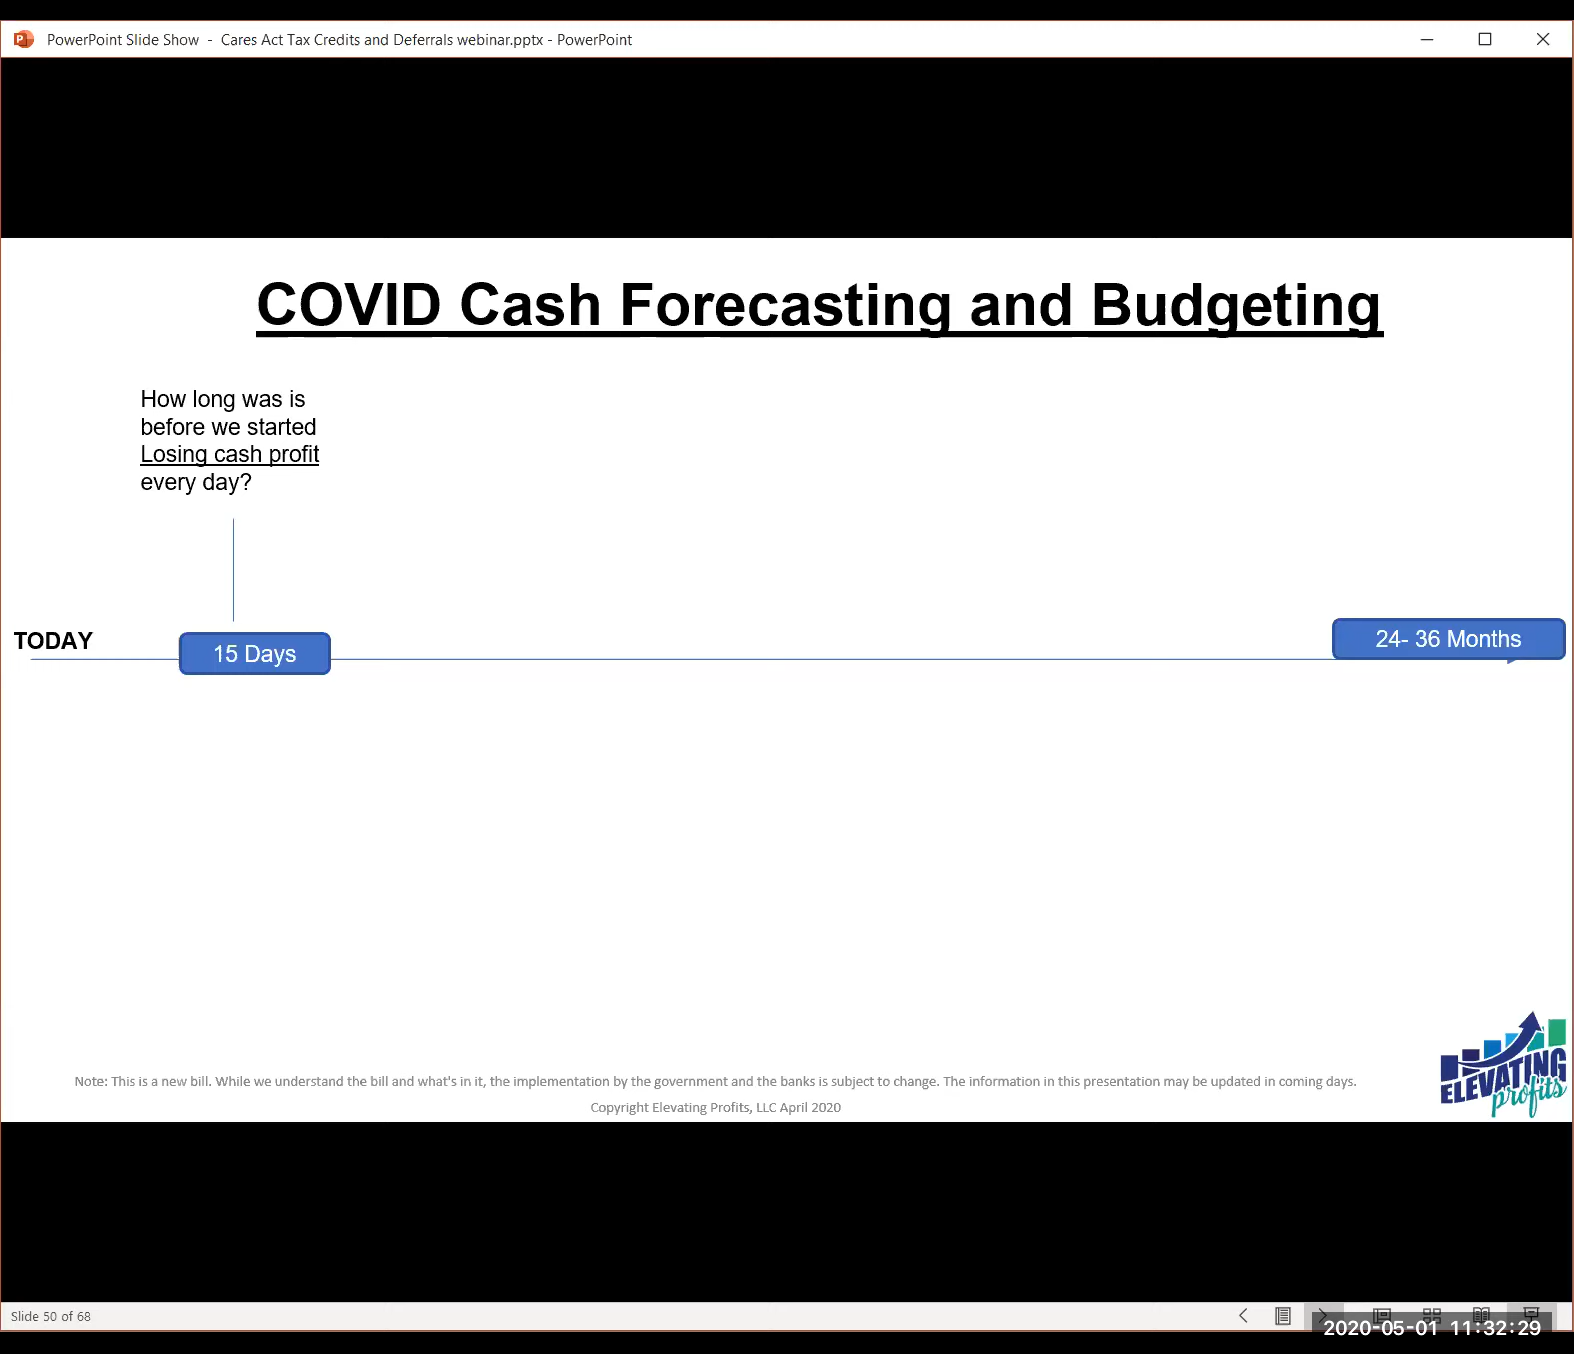 PowerPoint Slide Show  -  Cares Act Tax Credits and Deferrals webinar.pptx - PowerPoint
COVID Cash Forecasting and Budgeting
How long was is
before we started
Losing cash profit
every day?
TODAY
15 Days
24- 36 Months
Note: This is a new bill. While we understand the bill and what's in it, the implementation by the government and the banks is subject to change. The information in this presentation may be updated in coming days.
Copyright Elevating Profits, LLC April 2020
ELEVATING
profits
Slide 50 of 68
2020-05-01 11:32:29